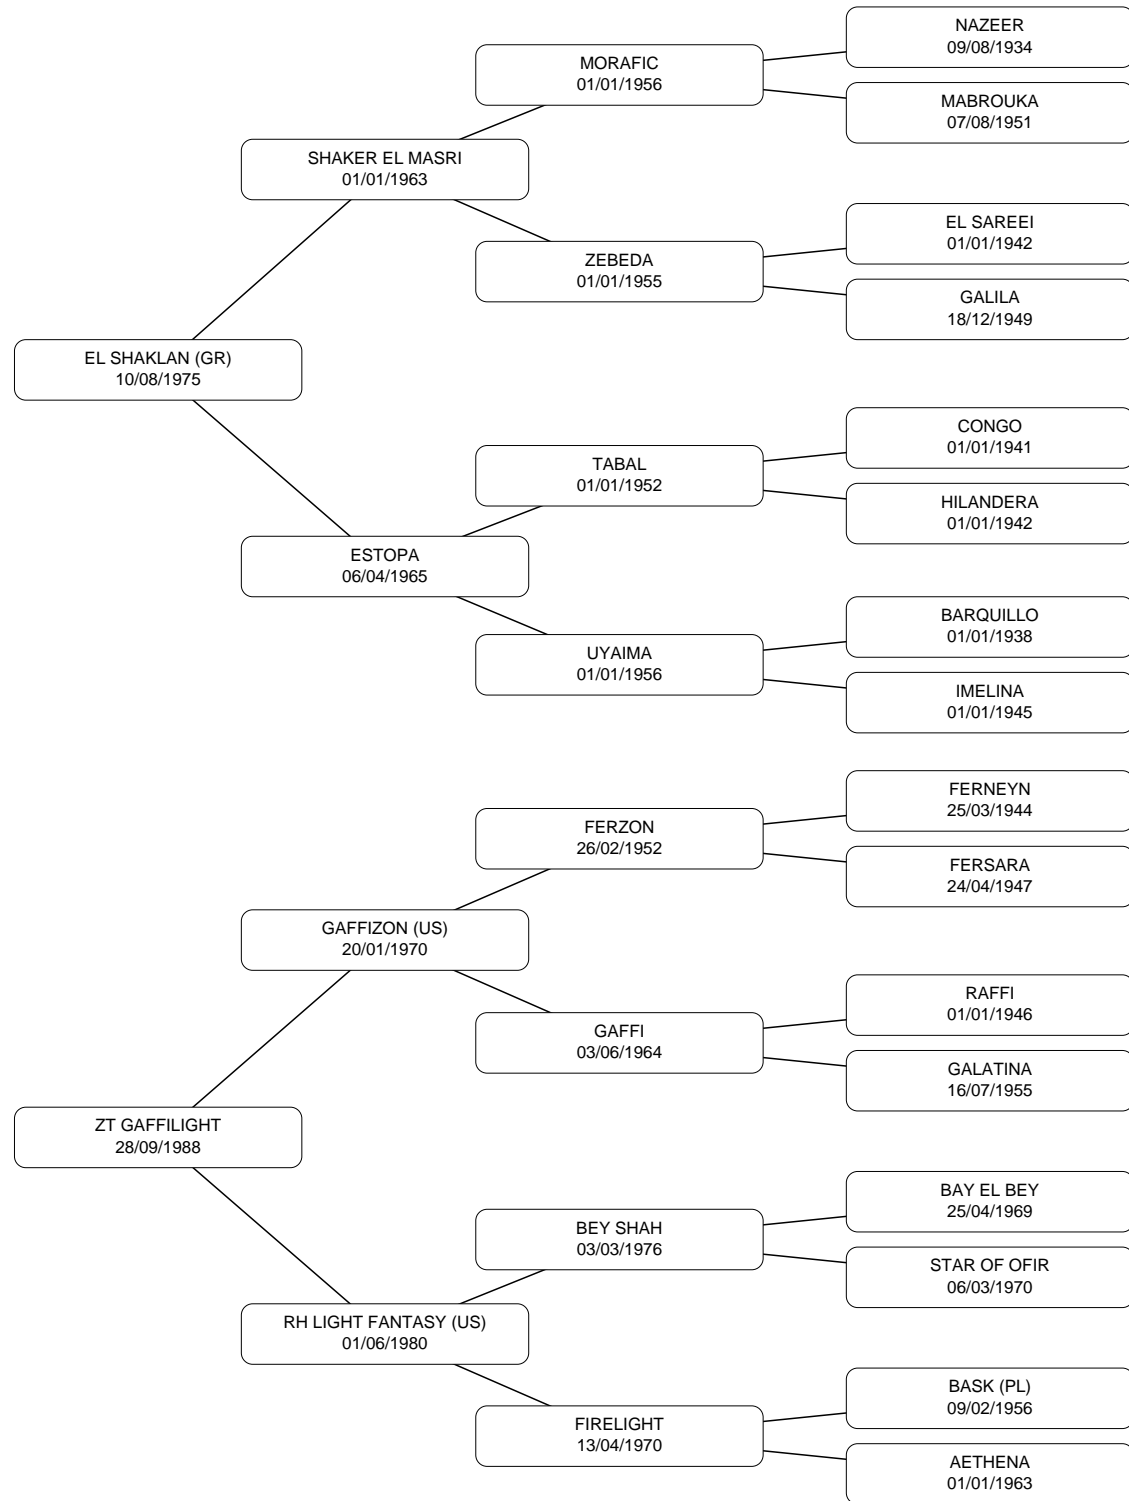 NAZEER
09/08/1934
MORAFIC
01/01/1956
MABROUKA
07/08/1951
SHAKER EL MASRI
01/01/1963
EL SAREEI
01/01/1942
ZEBEDA
01/01/1955
GALILA
18/12/1949
EL SHAKLAN (GR)
10/08/1975
CONGO
01/01/1941
TABAL
01/01/1952
HILANDERA
01/01/1942
ESTOPA
06/04/1965
BARQUILLO
01/01/1938
UYAIMA
01/01/1956
IMELINA
01/01/1945
FERNEYN
25/03/1944
FERZON
26/02/1952
FERSARA
24/04/1947
GAFFIZON (US)
20/01/1970
RAFFI
01/01/1946
GAFFI
03/06/1964
GALATINA
16/07/1955
ZT GAFFILIGHT
28/09/1988
BAY EL BEY
25/04/1969
BEY SHAH
03/03/1976
STAR OF OFIR
06/03/1970
RH LIGHT FANTASY (US)
01/06/1980
BASK (PL)
09/02/1956
FIRELIGHT
13/04/1970
AETHENA
01/01/1963